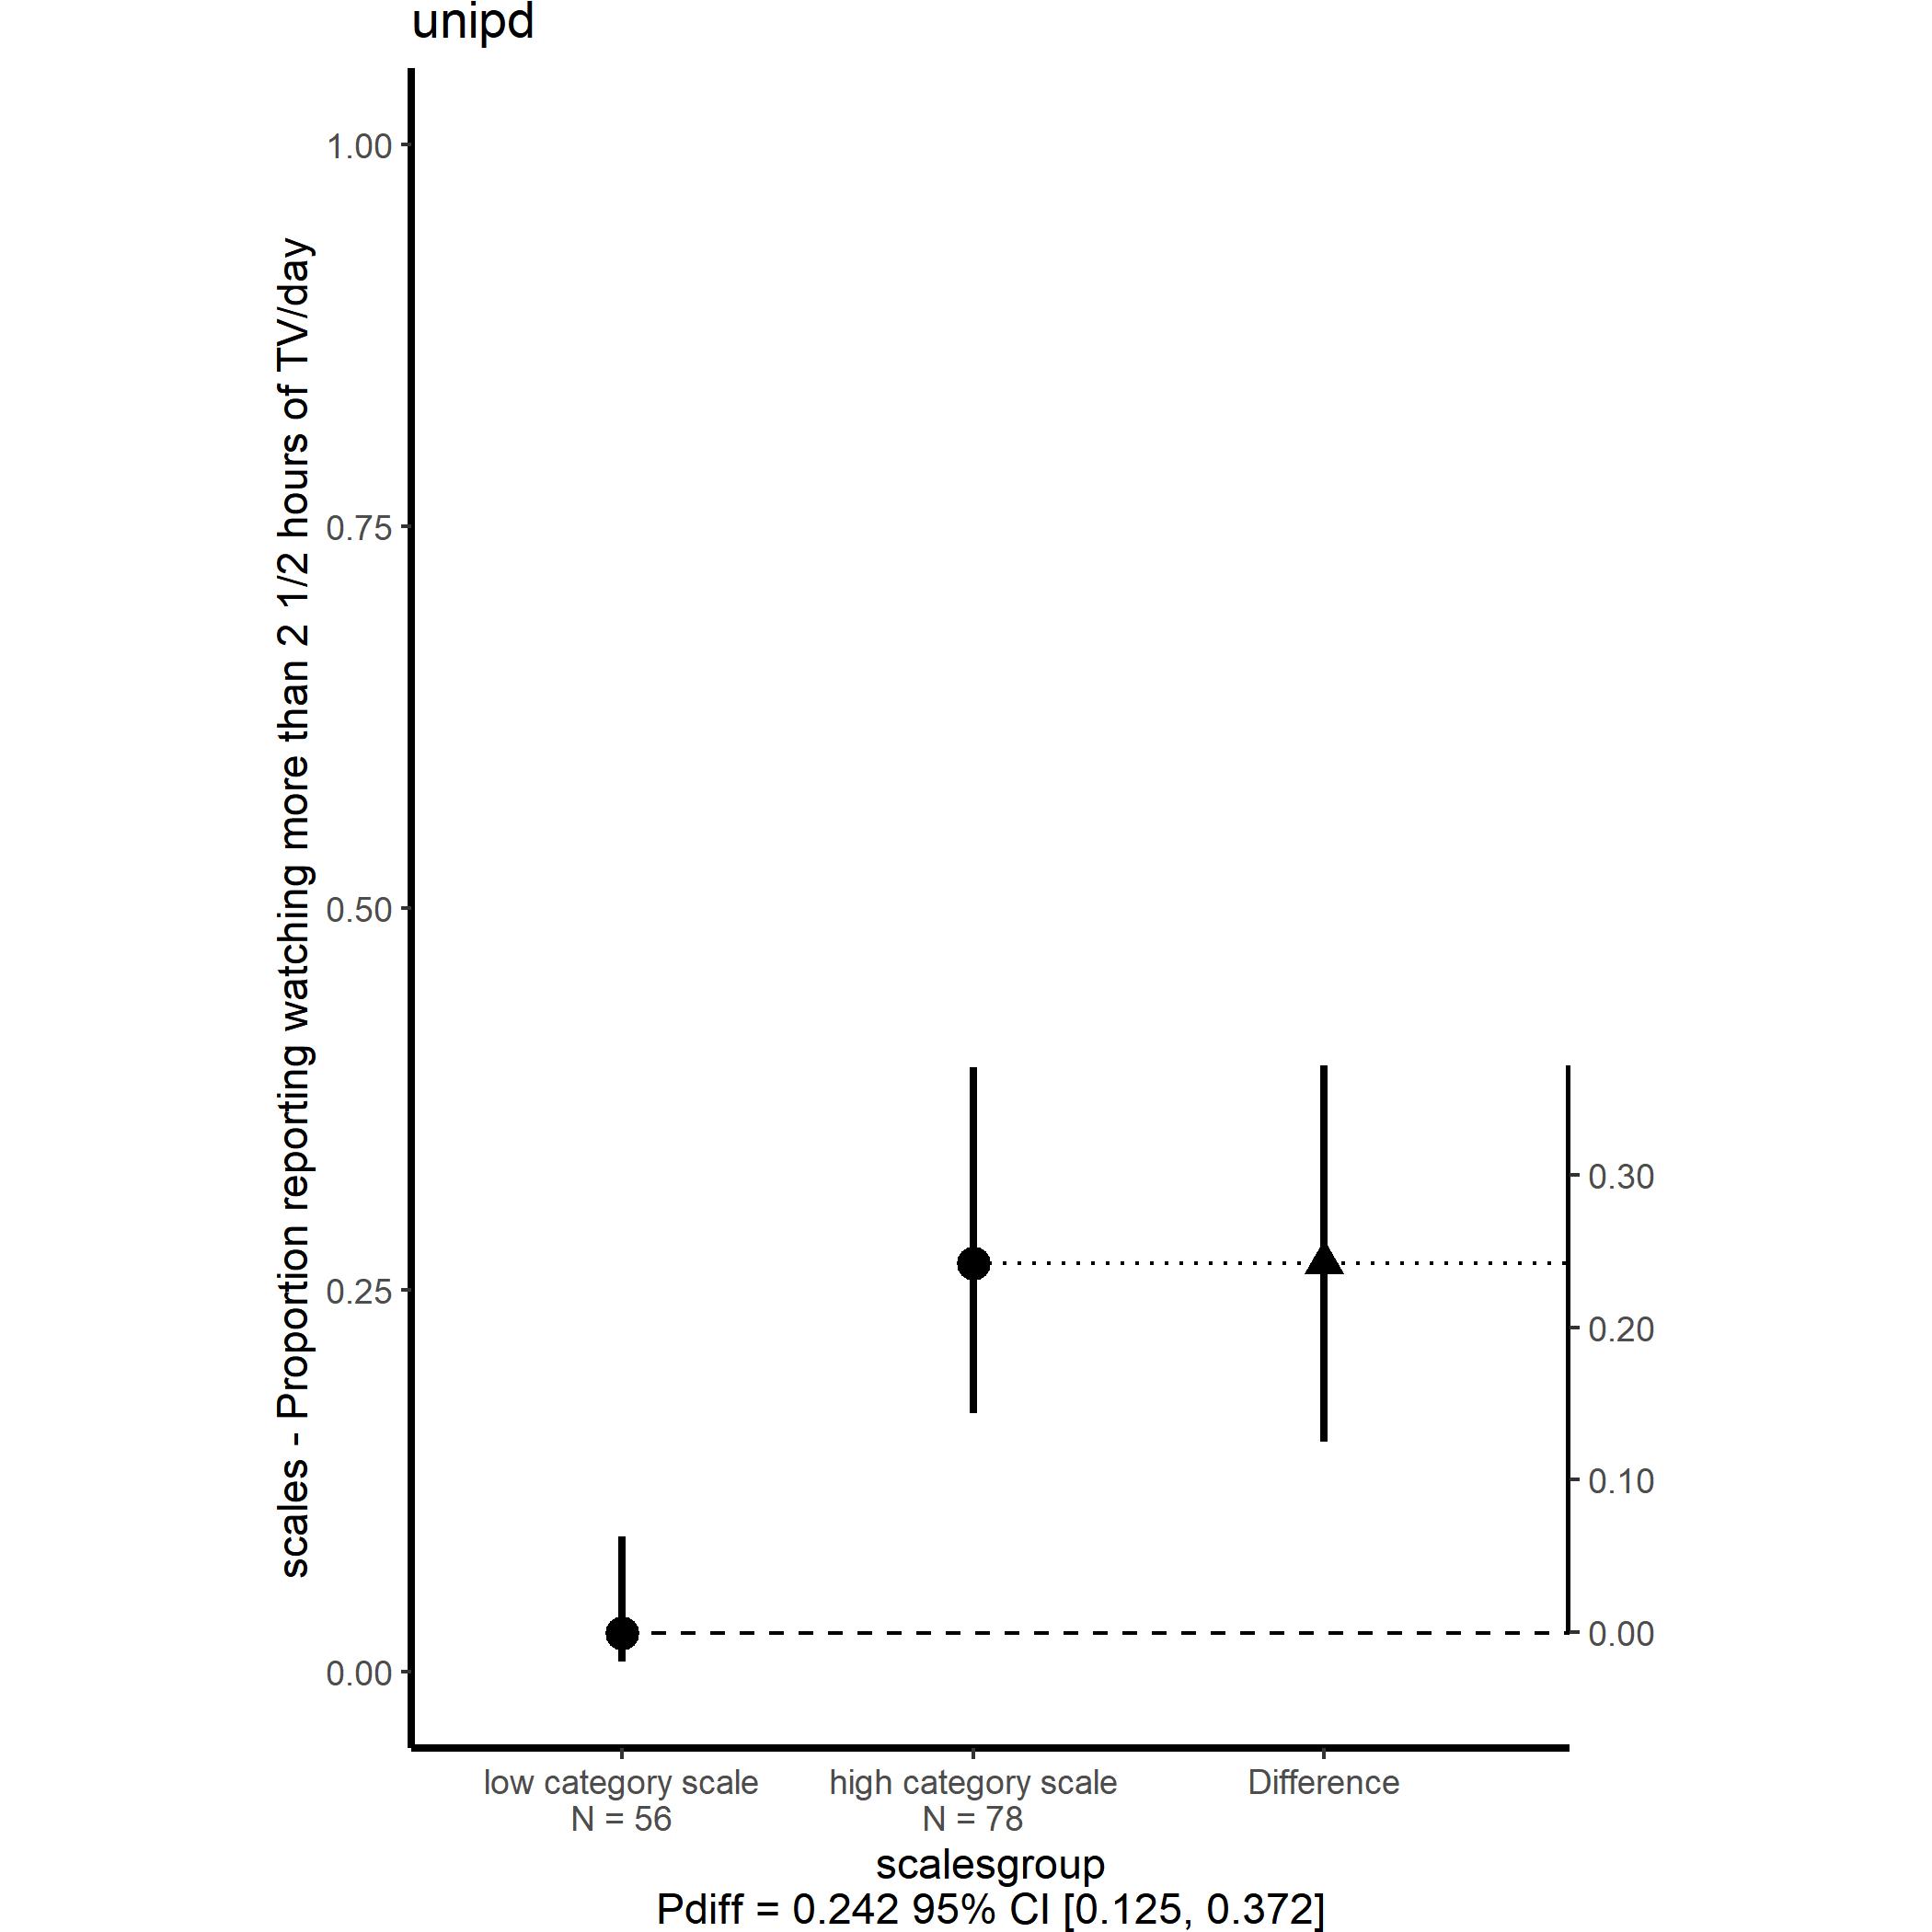 unipd
scales - Proportion reporting watching more than 2 1/2 hours of TV/day
1.00
0.75
0.50
0.25
0.00
0.30
0.20
0.10
0.00
low category scale
N = 56
high category scale
N = 78
Difference
scalesgroup
Pdiff = 0.242 95% CI [0.125, 0.372]